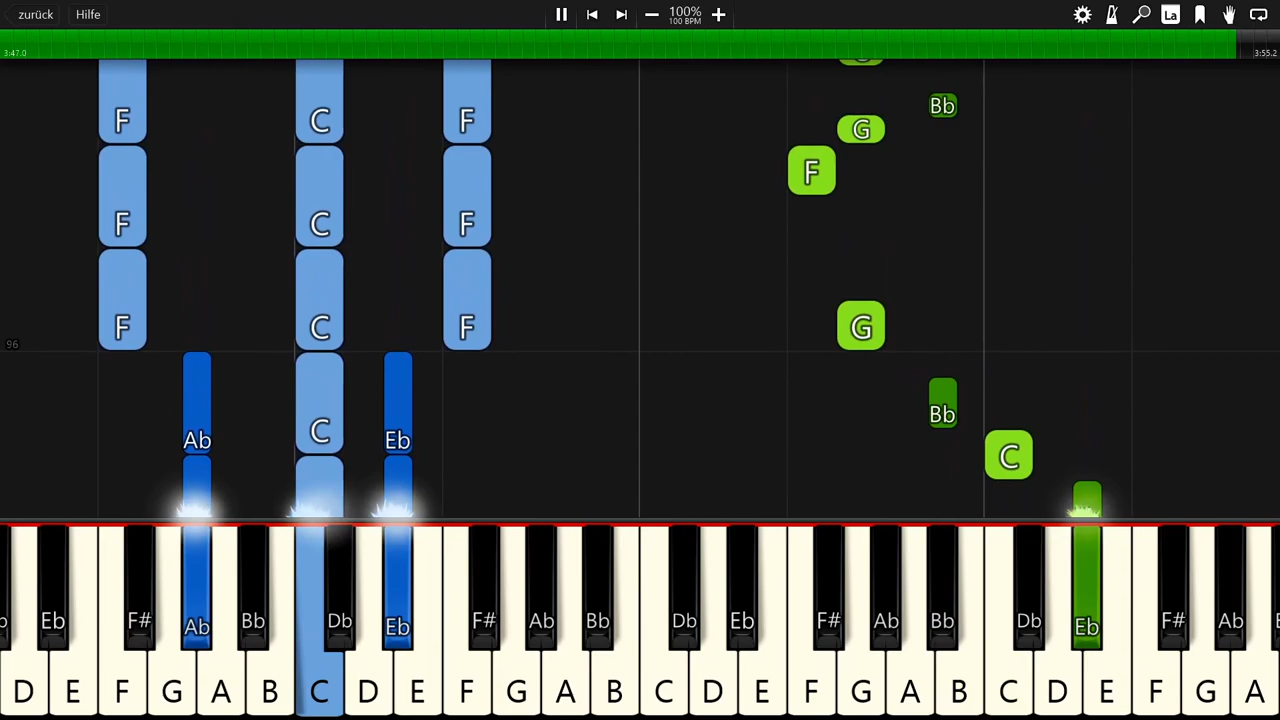 zurück Hilfe 100% La
100 BPM
3:47.0 3:55.2
Bb
F C F G
F
F C F
F C F G
96
Bb
Ab C Eb
C
Eb F# Ab Bb Db Eb F# Ab Bb Db Eb F# Ab Bb Db Eb F# Ab
D E F G A B C D E F G A B C D E F G A B C D E F G A